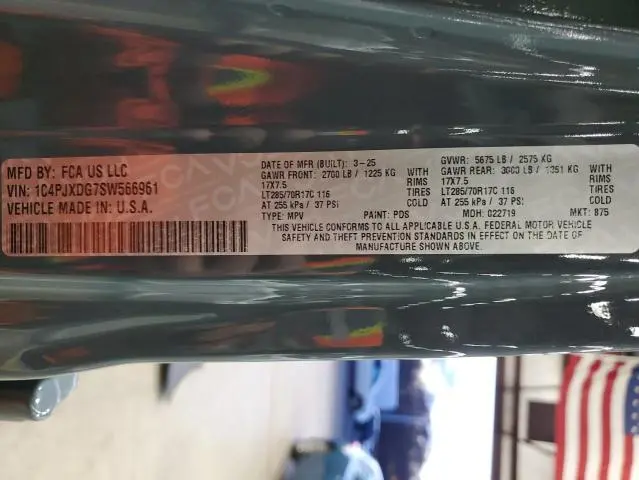 MFD BY: FCA US LLC
VIN: 1C4PJXDG7SW566961
VEHICLE MADE IN: U.S.A.
DATE OF MFR (BUILT): 3-25
GVWR: 5675 LB / 2575 KG
GAWR FRONT: 2700 LB / 1225 KG WITH
GAWR REAR: LB / 1351 KG WITH
17X7.5 RIMS
17X7.5 RIMS
LT285/70R17C 116 TIRES
LT285/70R17C 116 TIRES
AT 255 kPa / 37 PSi COLD
AT 255 kPa / 37 PSi COLD
TYPE: MPV PAINT: PDS MDH: 022719 MKT: 875
THIS VEHICLE CONFORMS TO ALL APPLICABLE U.S.A. FEDERAL MOTOR VEHICLE
SAFETY AND THEFT PREVENTION STANDARDS IN EFFECT ON THE DATE OF
MANUFACTURE SHOWN ABOVE.